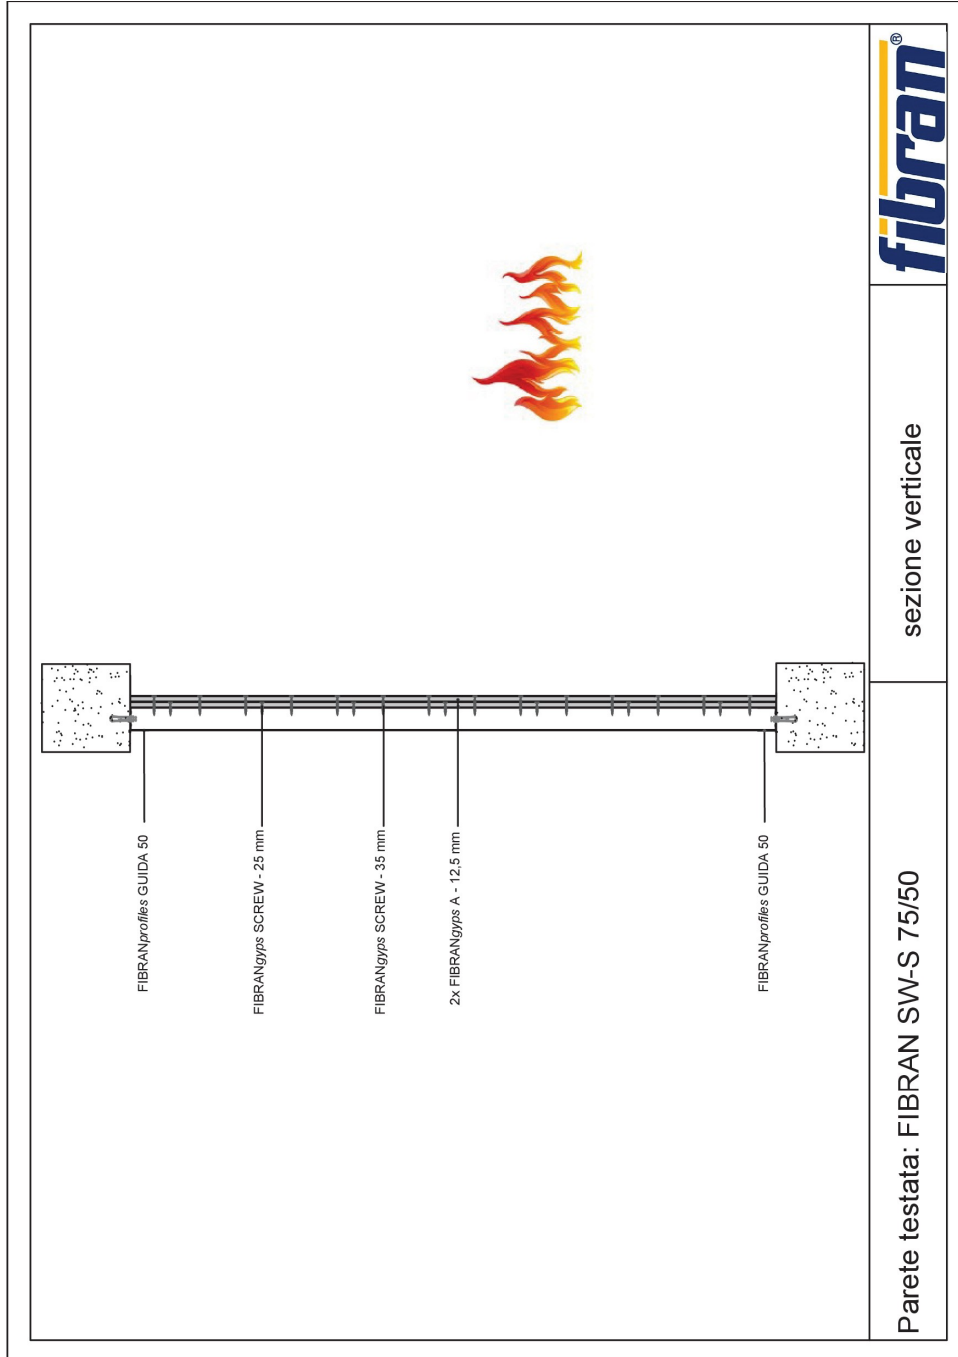 FIBRANprofiles GUIDA 50
FIBRANgyps SCREW - 25 mm
FIBRANgyps SCREW - 35 mm
2x FIBRANgyps A - 12,5 mm
FIBRANprofiles GUIDA 50
Parete testata: FIBRAN SW-S 75/50
sezione verticale
fibran®